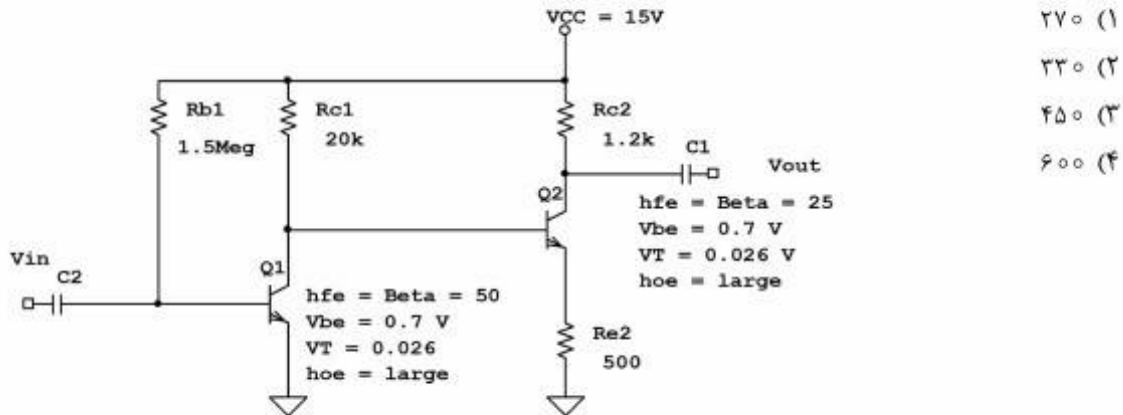 VCC = 15V
Rb1
1.5Meg
Rc1
20k
Rc2
1.2k
C1
Vout
Q2
hfe = Beta = 25
Vbe = 0.7 V
VT = 0.026 V
hoe = large
Vin
C2
Q1
hfe = Beta = 50
Vbe = 0.7 V
VT = 0.026
hoe = large
Re2
500
۱) ۲۷۰
۲) ۳۳۰
۳) ۴۵۰
۴) ۶۰۰